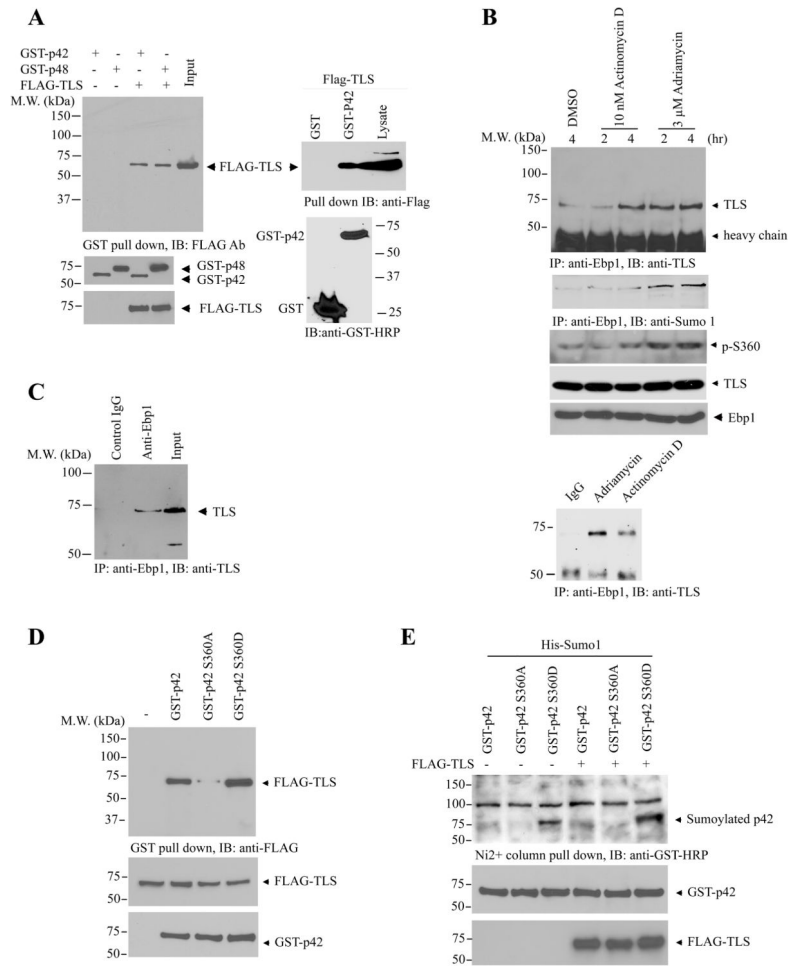 A
GST-p42 + - + -
GST-p48 - + - +
FLAG-TLS - - + +
Input
M.W. (kDa)
150
100
75
50
37
FLAG-TLS
GST pull down, IB: FLAG Ab
75
50
GST-p48
GST-p42
75
FLAG-TLS
Flag-TLS
GST
GST-P42
Lysate
Pull down IB: anti-Flag
GST-p42
GST
75
50
37
25
IB:anti-GST-HRP
B
DMSO
10 nM Actinomycin D
3 µM Adriamycin
M.W. (kDa) 4 2 4 2 4 (hr)
100
75
50
TLS
heavy chain
IP: anti-Ebp1, IB: anti-TLS
IP: anti-Ebp1, IB: anti-Sumo 1
p-S360
TLS
Ebp1
IgG
Adriamycin
Actinomycin D
75
50
IP: anti-Ebp1, IB: anti-TLS
C
Control IgG
Anti-Ebp1
Input
M.W. (kDa)
100
75
50
TLS
IP: anti-Ebp1, IB: anti-TLS
D
-
GST-p42
GST-p42 S360A
GST-p42 S360D
M.W. (kDa)
150
100
75
50
37
FLAG-TLS
GST pull down, IB: anti-FLAG
75
50
FLAG-TLS
75
50
GST-p42
E
His-Sumo1
GST-p42
GST-p42 S360A
GST-p42 S360D
GST-p42
GST-p42 S360A
GST-p42 S360D
FLAG-TLS - - - + + +
150
100
75
50
Sumoylated p42
Ni2+ column pull down, IB: anti-GST-HRP
75
50
GST-p42
75
50
FLAG-TLS